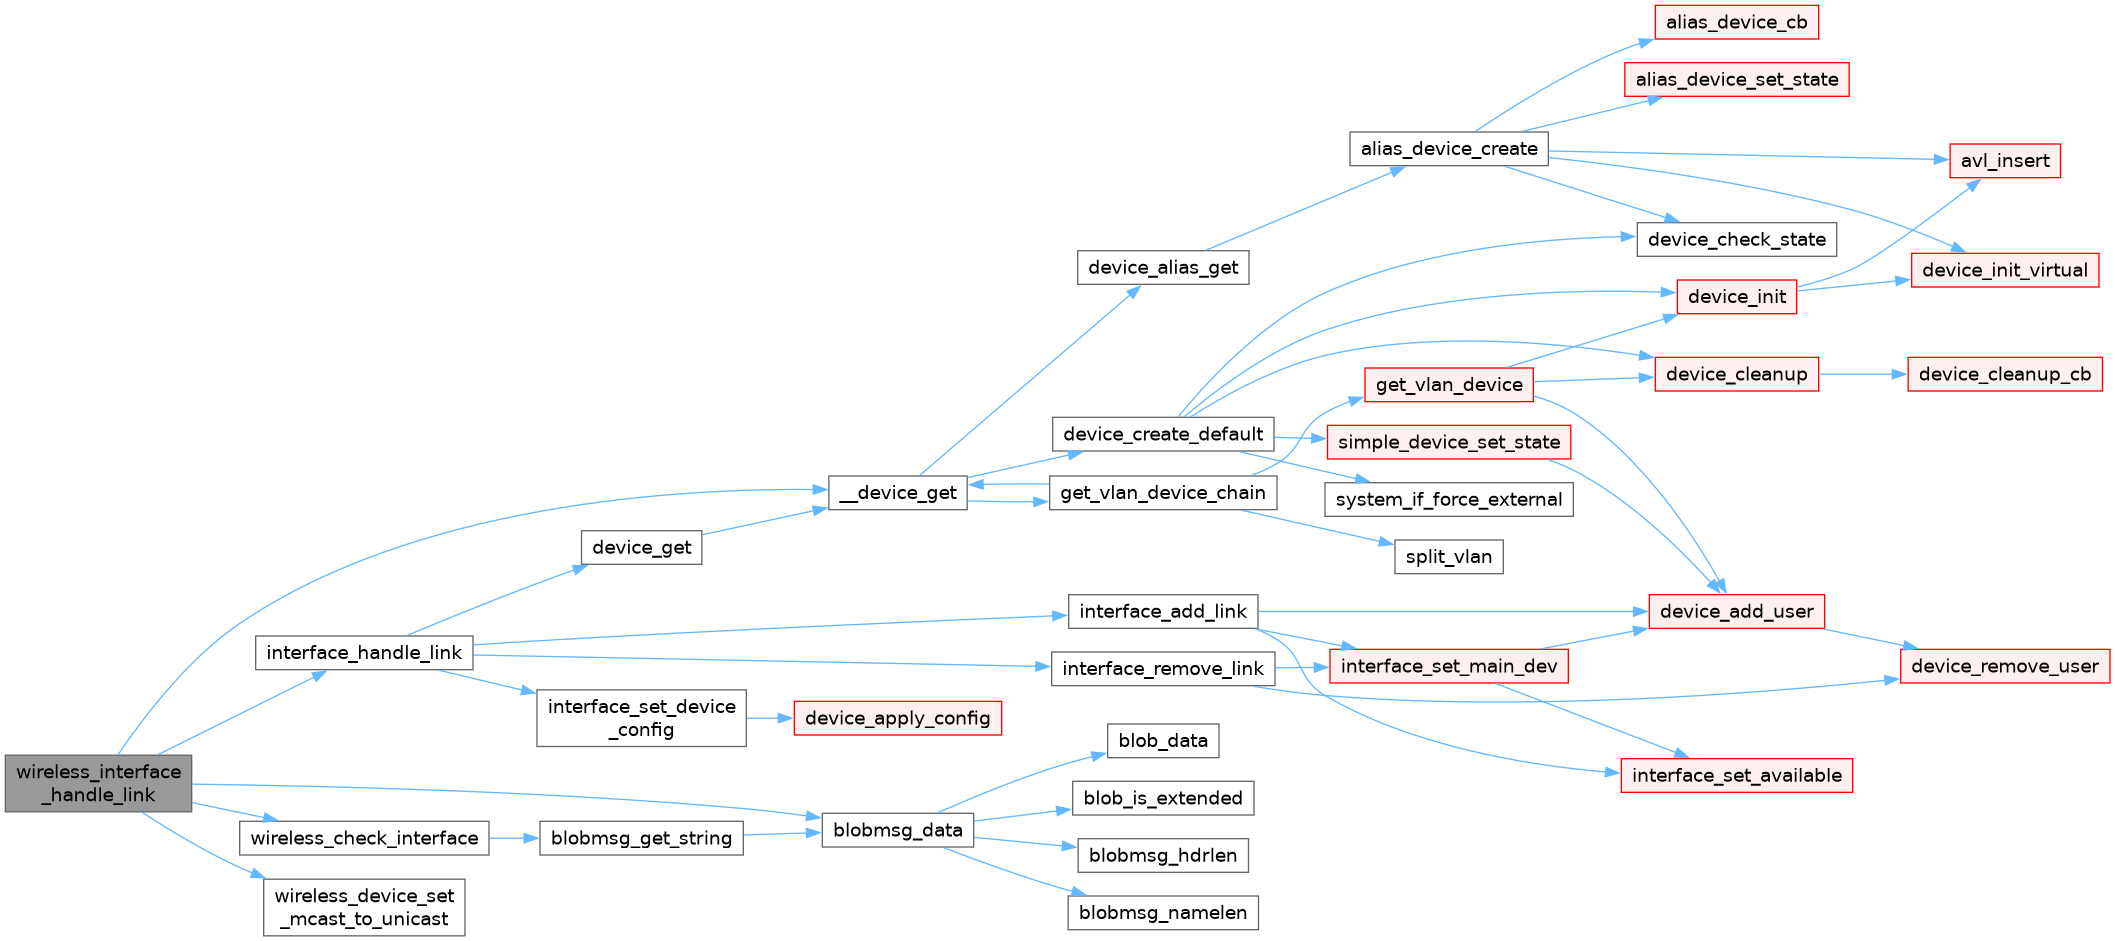 alias_device_cb
alias_device_set_state
alias_device_create
avl_insert
device_check_state
device_alias_get
device_init_virtual
device_init
device_cleanup
device_cleanup_cb
get_vlan_device
device_create_default
simple_device_set_state
__device_get
get_vlan_device_chain
system_if_force_external
device_get
split_vlan
interface_add_link
device_add_user
interface_handle_link
interface_remove_link
interface_set_main_dev
device_remove_user
interface_set_device
_config
device_apply_config
blob_data
wireless_interface
_handle_link
interface_set_available
blob_is_extended
wireless_check_interface
blobmsg_get_string
blobmsg_data
blobmsg_hdrlen
wireless_device_set
_mcast_to_unicast
blobmsg_namelen